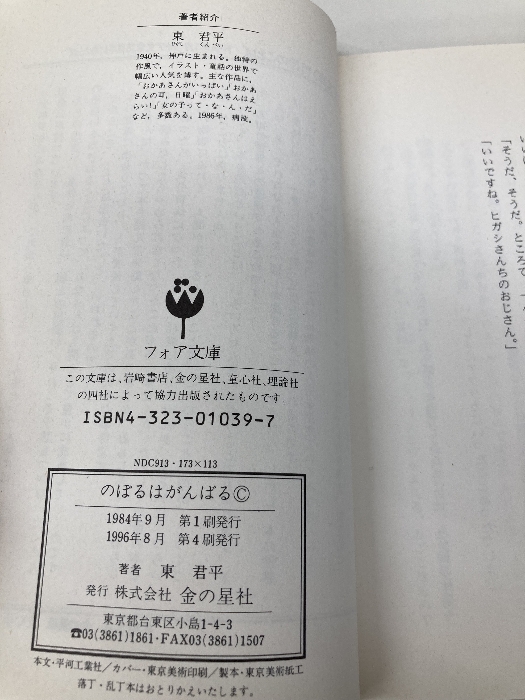 著者紹介
東 君平
ひがし くんぺい
1940年，神戸に生まれる。独特の
作風で，イラスト・童話の世界で
幅広い人気を博す。主な作品に，
「おかあさんがいっぱい」「おかあ
さんの耳，日曜」「おかあさんはえ
らい！」「女の子って・な・ん・だ」
など，多数ある。1986年，病没。
フォア文庫
この文庫は、岩崎書店、金の星社、童心社、理論社
の四社によって協力出版されたものです
ISBN4-323-01039-7
NDC913・173×113
のぼるはがんばるⒸ
1984年9月 第1刷発行
1996年8月 第4刷発行
著者 東 君平
発行 株式会社 金の星社
東京都台東区小島1-4-3
☎03(3861)1861・FAX03(3861)1507
本文・平河工業社／カバー・東京美術印刷／製本・東京美術紙工
落丁・乱丁本はおとりかえいたします。
「そうだ、そうだ。ところで
「いいですね。ヒガシさんちのおじさん。」